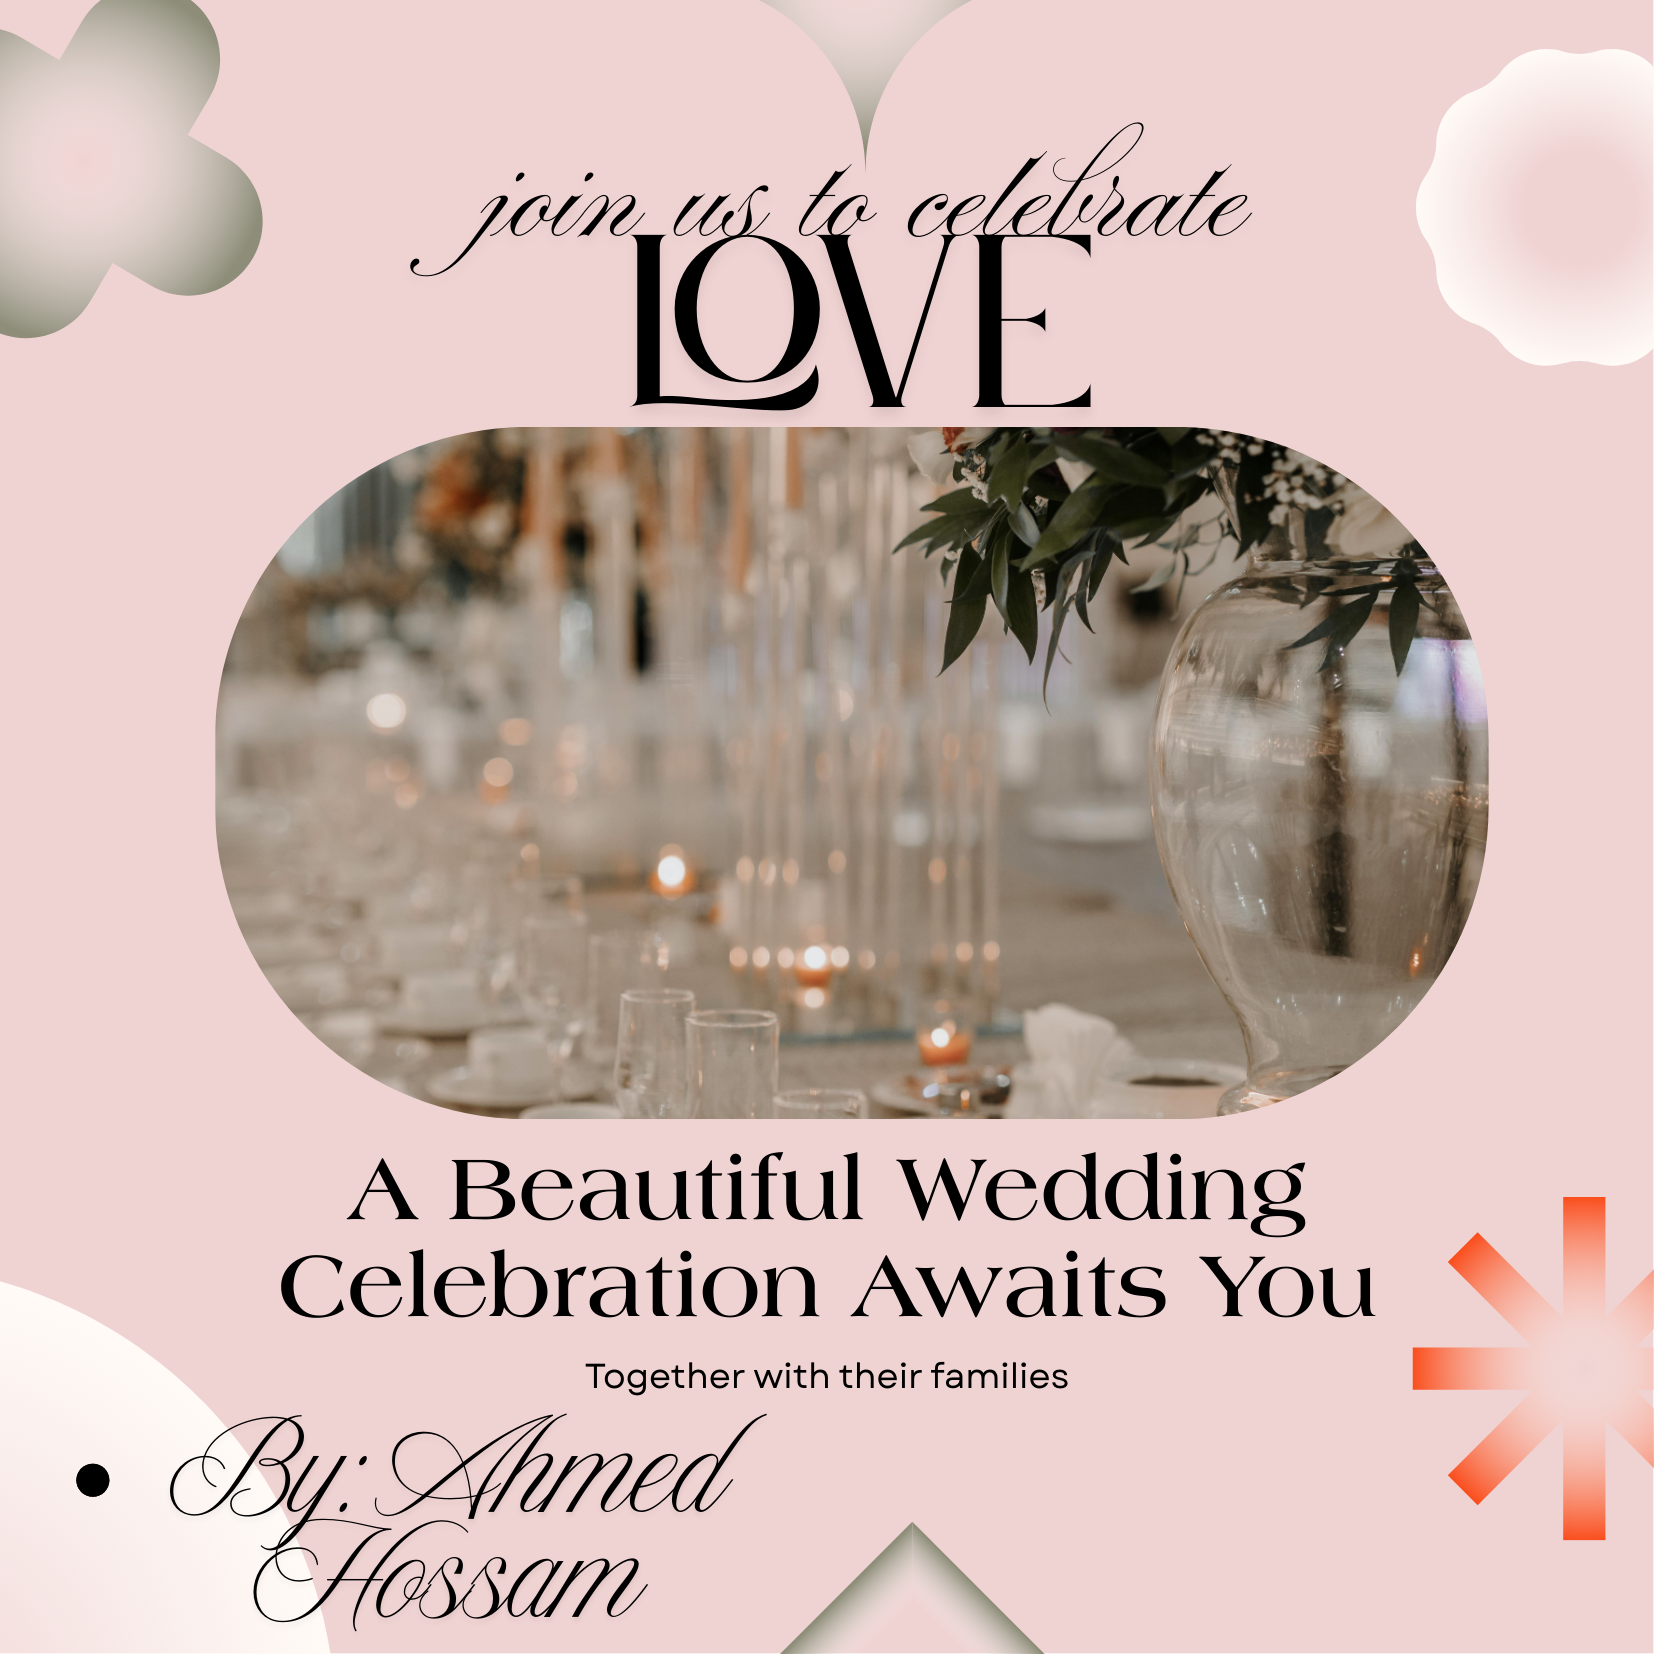 join us to celebrate
LOVE
A Beautiful Wedding
Celebration Awaits You
Together with their families
• By: Ahmed
Hossam